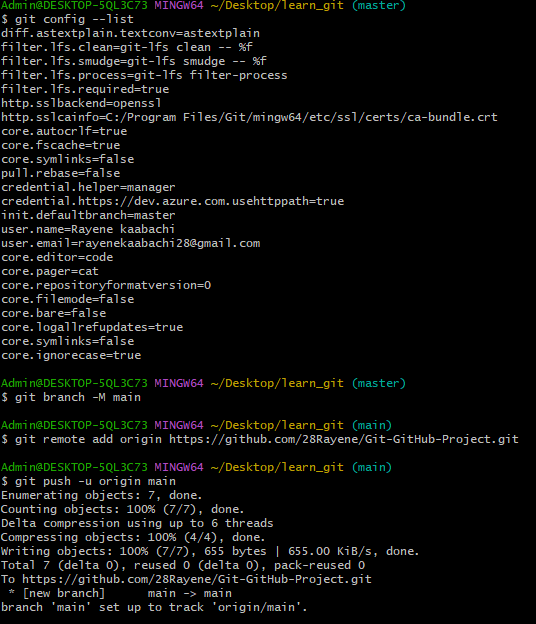 Admin@DESKTOP-5QL3C73 MINGW64 ~/Desktop/learn_git (master)
$ git config --list
diff.astextplain.textconv=astextplain
filter.lfs.clean=git-lfs clean -- %f
filter.lfs.smudge=git-lfs smudge -- %f
filter.lfs.process=git-lfs filter-process
filter.lfs.required=true
http.sslbackend=openssl
http.sslcainfo=C:/Program Files/Git/mingw64/etc/ssl/certs/ca-bundle.crt
core.autocrlf=true
core.fscache=true
core.symlinks=false
pull.rebase=false
credential.helper=manager
credential.https://dev.azure.com.usehttppath=true
init.defaultbranch=master
user.name=Rayene kaabachi
user.email=rayenekaabachi28@gmail.com
core.editor=code
core.pager=cat
core.repositoryformatversion=0
core.filemode=false
core.bare=false
core.logallrefupdates=true
core.symlinks=false
core.ignorecase=true

Admin@DESKTOP-5QL3C73 MINGW64 ~/Desktop/learn_git (master)
$ git branch -M main

Admin@DESKTOP-5QL3C73 MINGW64 ~/Desktop/learn_git (main)
$ git remote add origin https://github.com/28Rayene/Git-GitHub-Project.git

Admin@DESKTOP-5QL3C73 MINGW64 ~/Desktop/learn_git (main)
$ git push -u origin main
Enumerating objects: 7, done.
Counting objects: 100% (7/7), done.
Delta compression using up to 6 threads
Compressing objects: 100% (4/4), done.
Writing objects: 100% (7/7), 655 bytes | 655.00 KiB/s, done.
Total 7 (delta 0), reused 0 (delta 0), pack-reused 0
To https://github.com/28Rayene/Git-GitHub-Project.git
 * [new branch]      main -> main
branch 'main' set up to track 'origin/main'.